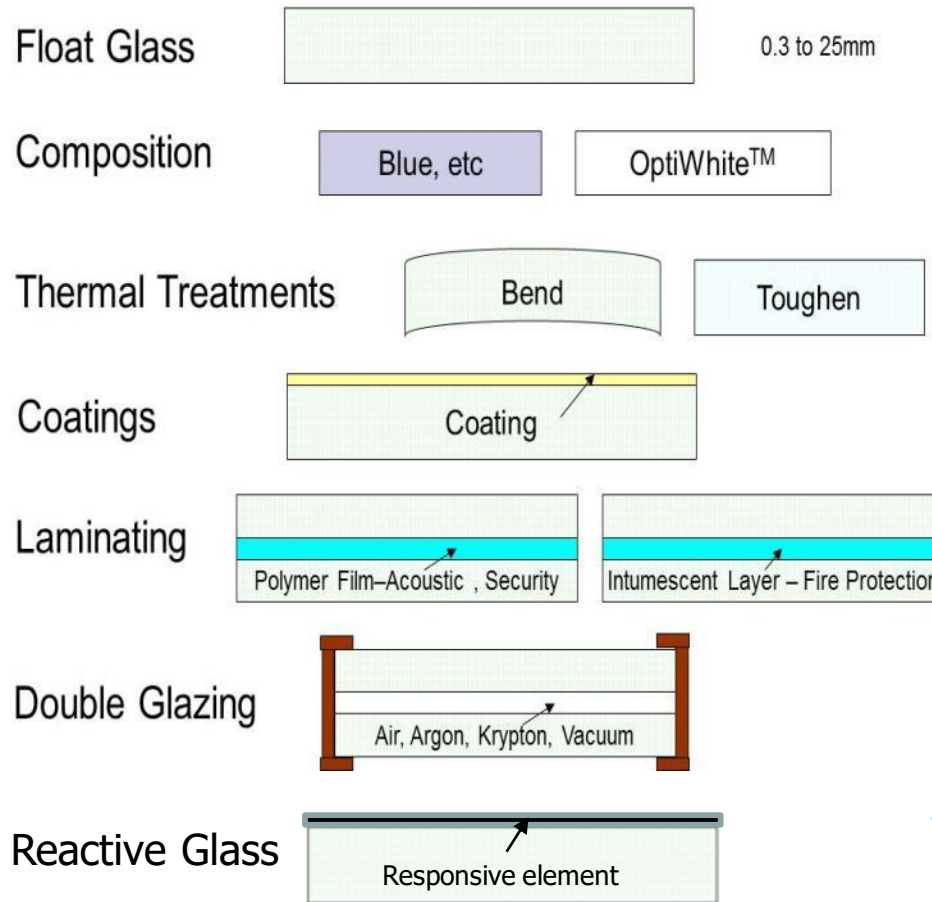 Float Glass
0.3 to 25mm
Composition
Blue, etc
OptiWhite™
Thermal Treatments
Bend
Toughen
Coatings
Coating
Laminating
Polymer Film–Acoustic , Security
Intumescent Layer – Fire Protection
Double Glazing
Air, Argon, Krypton, Vacuum
Reactive Glass
Responsive element